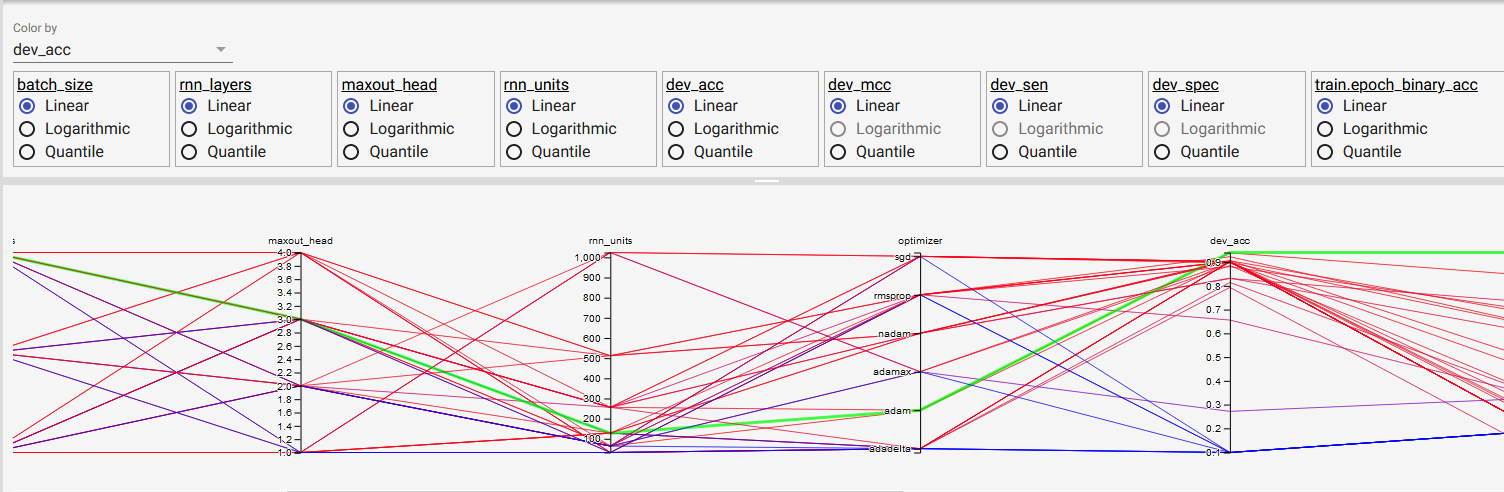 Color by
dev_acc
batch_size rnn_layers maxout_head rnn_units dev_acc dev_mcc dev_sen dev_spec train.epoch_binary_acc
Linear Linear Linear Linear Linear Linear Linear Linear Linear
Logarithmic Logarithmic Logarithmic Logarithmic Logarithmic Logarithmic Logarithmic Logarithmic Logarithmic
Quantile Quantile Quantile Quantile Quantile Quantile Quantile Quantile Quantile
s maxout_head rnn_units optimizer dev_acc
4.0
3.8
3.6
3.4
3.2
3.0
2.8
2.6
2.4
2.2
2.0
1.8
1.6
1.4
1.2
1.0
1,000
900
800
700
600
500
400
300
200
100
sgd
rmsprop
nadam
adamax
adam
adadelta
0.9
0.8
0.7
0.6
0.5
0.4
0.3
0.2
0.1